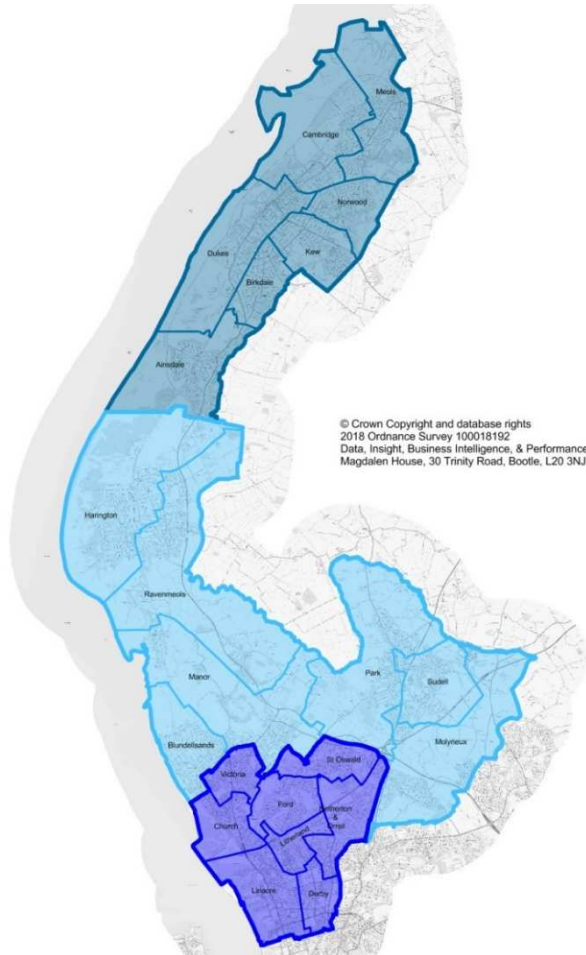 Meols
Cambridge
Norwood
Dukes
Kew
Birkdale
Ainsdale
© Crown Copyright and database rights
2018 Ordnance Survey 100018192
Data, Insight, Business Intelligence, & Performance
Magdalen House, 30 Trinity Road, Bootle, L20 3NJ
Harington
Ravenmeols
Park
Sudell
Manor
Molyneux
Blundellsands
St Oswald
Victoria
Ford
Netherton
&
Orrell
Church
Litherland
Linacre
Derby